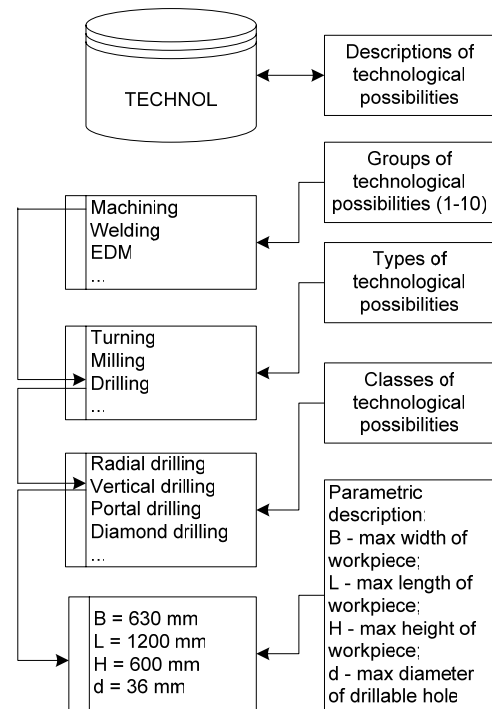 TECHNOL
Descriptions of
technological
possibilities
Groups of
technological
possibilities (1-10)
Machining
Welding
EDM
...
Types of
technological
possibilities
Turning
Milling
Drilling
...
Classes of
technological
possibilities
Radial drilling
Vertical drilling
Portal drilling
Diamond drilling
...
Parametric
description:
B - max width of
workpiece;
L - max length of
workpiece;
H - max height of
workpiece;
d - max diameter
of drillable hole
B = 630 mm
L = 1200 mm
H = 600 mm
d = 36 mm